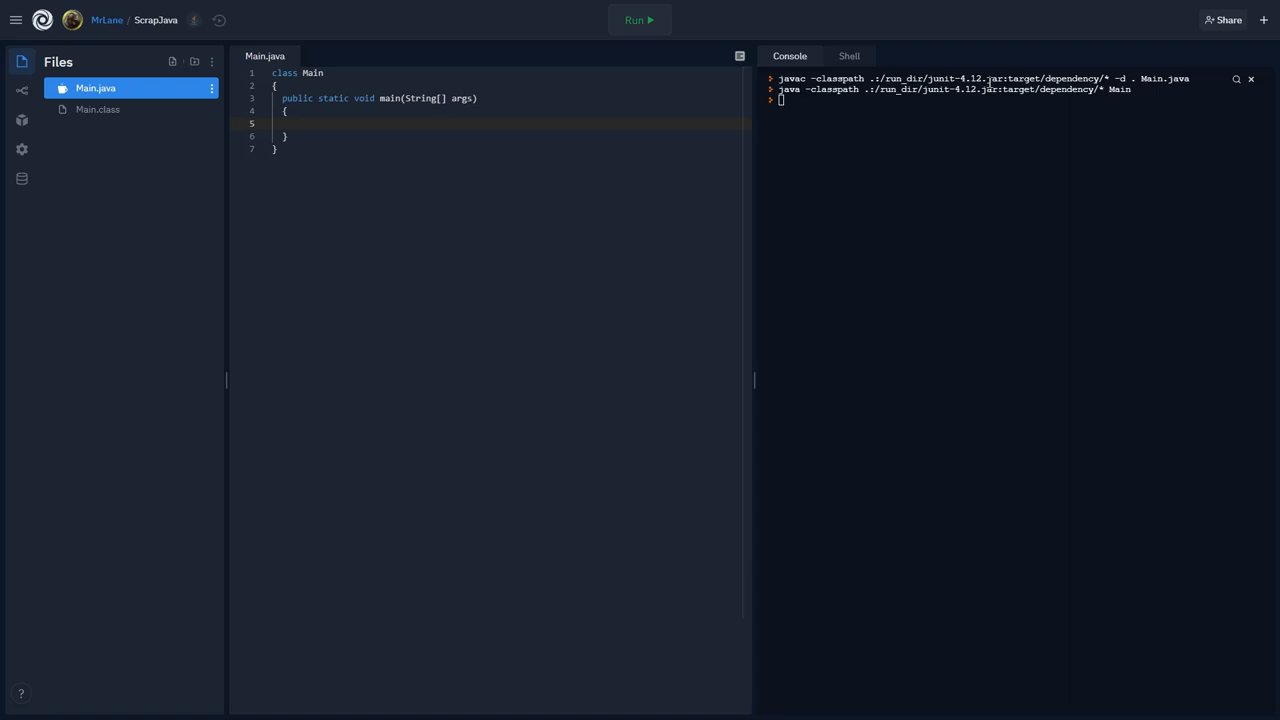 MrLane / ScrapJava
Run
Share
Files
Main.java
Main.class
Main.java
1 class Main
2 {
3 public static void main(String[] args)
4 {
5
6 }
7 }
Console
Shell
javac -classpath .:/run_dir/junit-4.12.jar:target/dependency/* -d . Main.java
java -classpath .:/run_dir/junit-4.12.jar:target/dependency/* Main
?